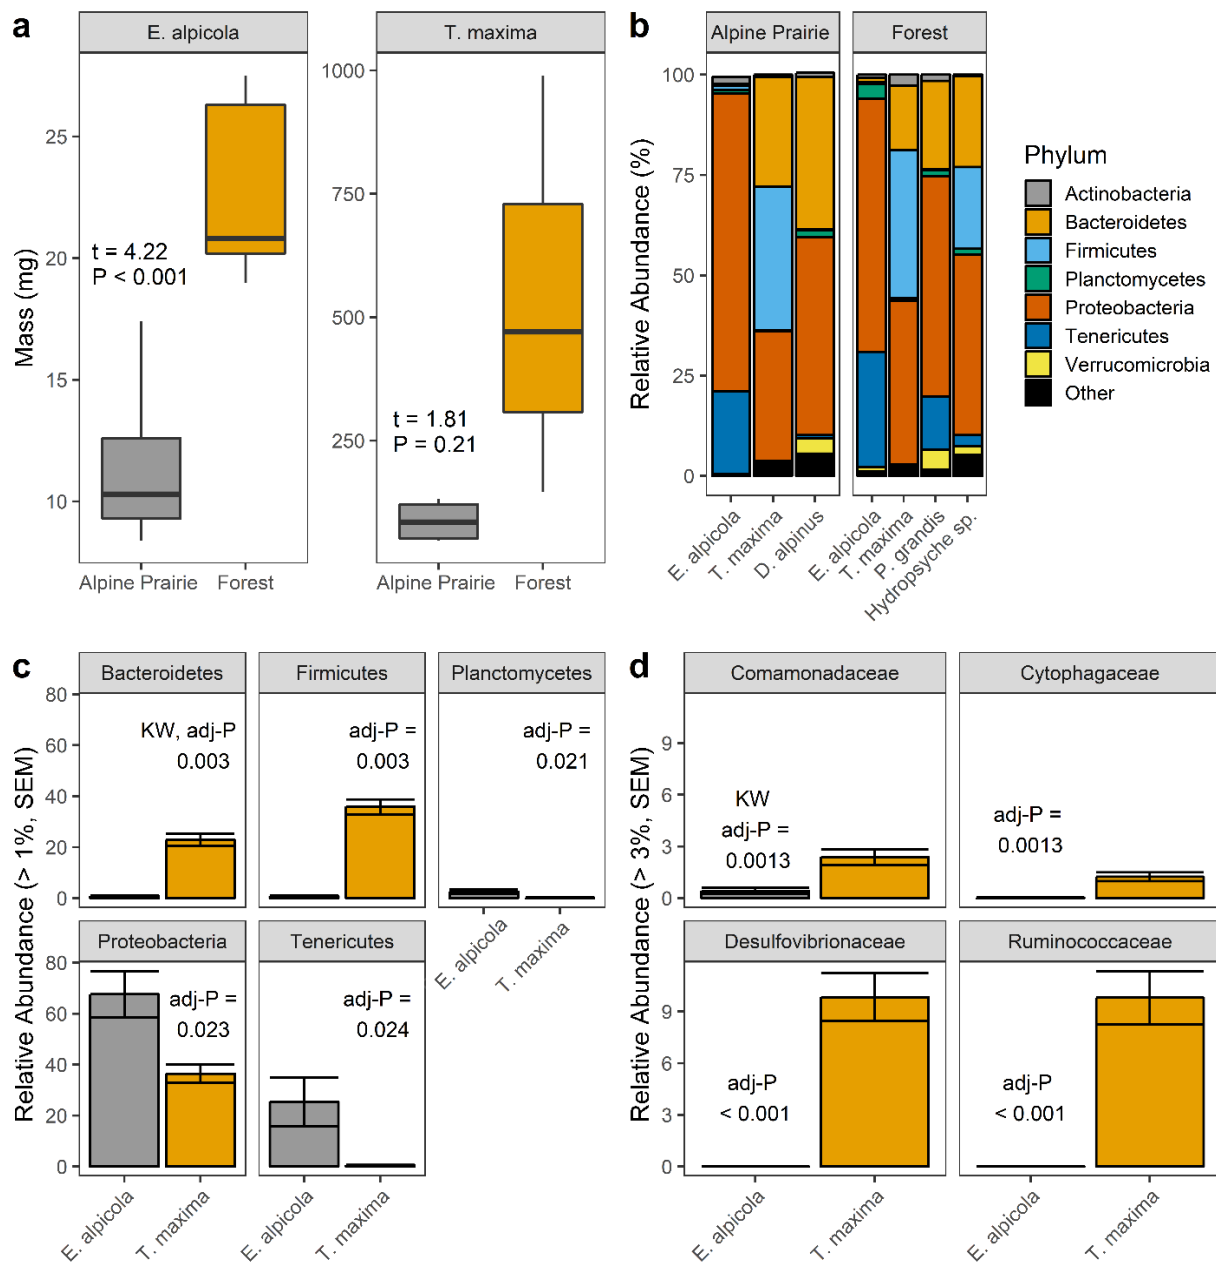 a
E. alpicola
T. maxima
Mass (mg)
25
20
15
10
t = 4.22
P < 0.001
1000
750
500
250
t = 1.81
P = 0.21
Alpine Prairie
Forest
Alpine Prairie
Forest
b
Alpine Prairie
Forest
Relative Abundance (%)
100
75
50
25
0
E. alpicola
T. maxima
D. alpinus
E. alpicola
T. maxima
P. grandis
Hydropsyche sp.
Phylum
Actinobacteria
Bacteroidetes
Firmicutes
Planctomycetes
Proteobacteria
Tenericutes
Verrucomicrobia
Other
c
Relative Abundance (> 1%, SEM)
Bacteroidetes
Firmicutes
Planctomycetes
80
60
40
20
0
KW, adj-P
0.003
adj-P =
0.003
adj-P =
0.021
E. alpicola
T. maxima
Proteobacteria
Tenericutes
80
60
40
20
0
adj-P =
0.023
adj-P =
0.024
E. alpicola
T. maxima
E. alpicola
T. maxima
d
Relative Abundance (> 3%, SEM)
Comamonadaceae
Cytophagaceae
9
6
3
0
KW
adj-P =
0.0013
adj-P =
0.0013
Desulfovibrionaceae
Ruminococcaceae
9
6
3
0
adj-P
< 0.001
adj-P
< 0.001
E. alpicola
T. maxima
E. alpicola
T. maxima